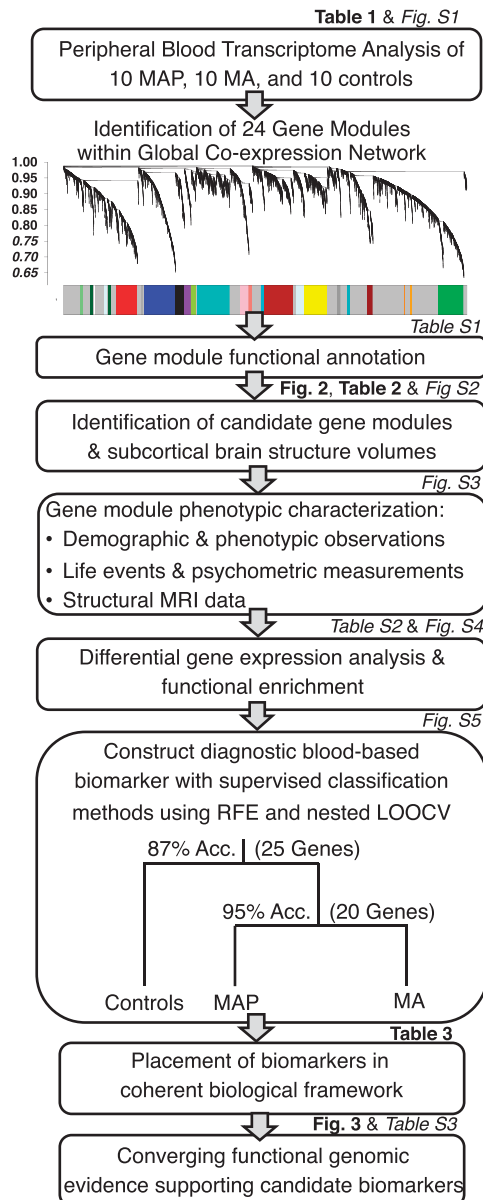 Table 1 & Fig. S1
Peripheral Blood Transcriptome Analysis of
10 MAP, 10 MA, and 10 controls
Identification of 24 Gene Modules
within Global Co-expression Network
1.00
0.95
0.90
0.85
0.80
0.75
0.70
0.65
Table S1
Gene module functional annotation
Fig. 2, Table 2 & Fig S2
Identification of candidate gene modules
& subcortical brain structure volumes
Fig. S3
Gene module phenotypic characterization:
• Demographic & phenotypic observations
• Life events & psychometric measurements
• Structural MRI data
Table S2 & Fig. S4
Differential gene expression analysis &
functional enrichment
Fig. S5
Construct diagnostic blood-based
biomarker with supervised classification
methods using RFE and nested LOOCV
87% Acc. (25 Genes)
95% Acc. (20 Genes)
Controls MAP MA
Table 3
Placement of biomarkers in
coherent biological framework
Fig. 3 & Table S3
Converging functional genomic
evidence supporting candidate biomarkers